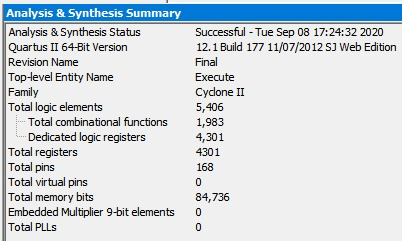 Analysis & Synthesis Summary
Analysis & Synthesis Status Successful - Tue Sep 08 17:24:32 2020
Quartus II 64-Bit Version 12.1 Build 177 11/07/2012 SJ Web Edition
Revision Name Final
Top-level Entity Name Execute
Family Cyclone II
Total logic elements 5,406
Total combinational functions 1,983
Dedicated logic registers 4,301
Total registers 4301
Total pins 168
Total virtual pins 0
Total memory bits 84,736
Embedded Multiplier 9-bit elements 0
Total PLLs 0